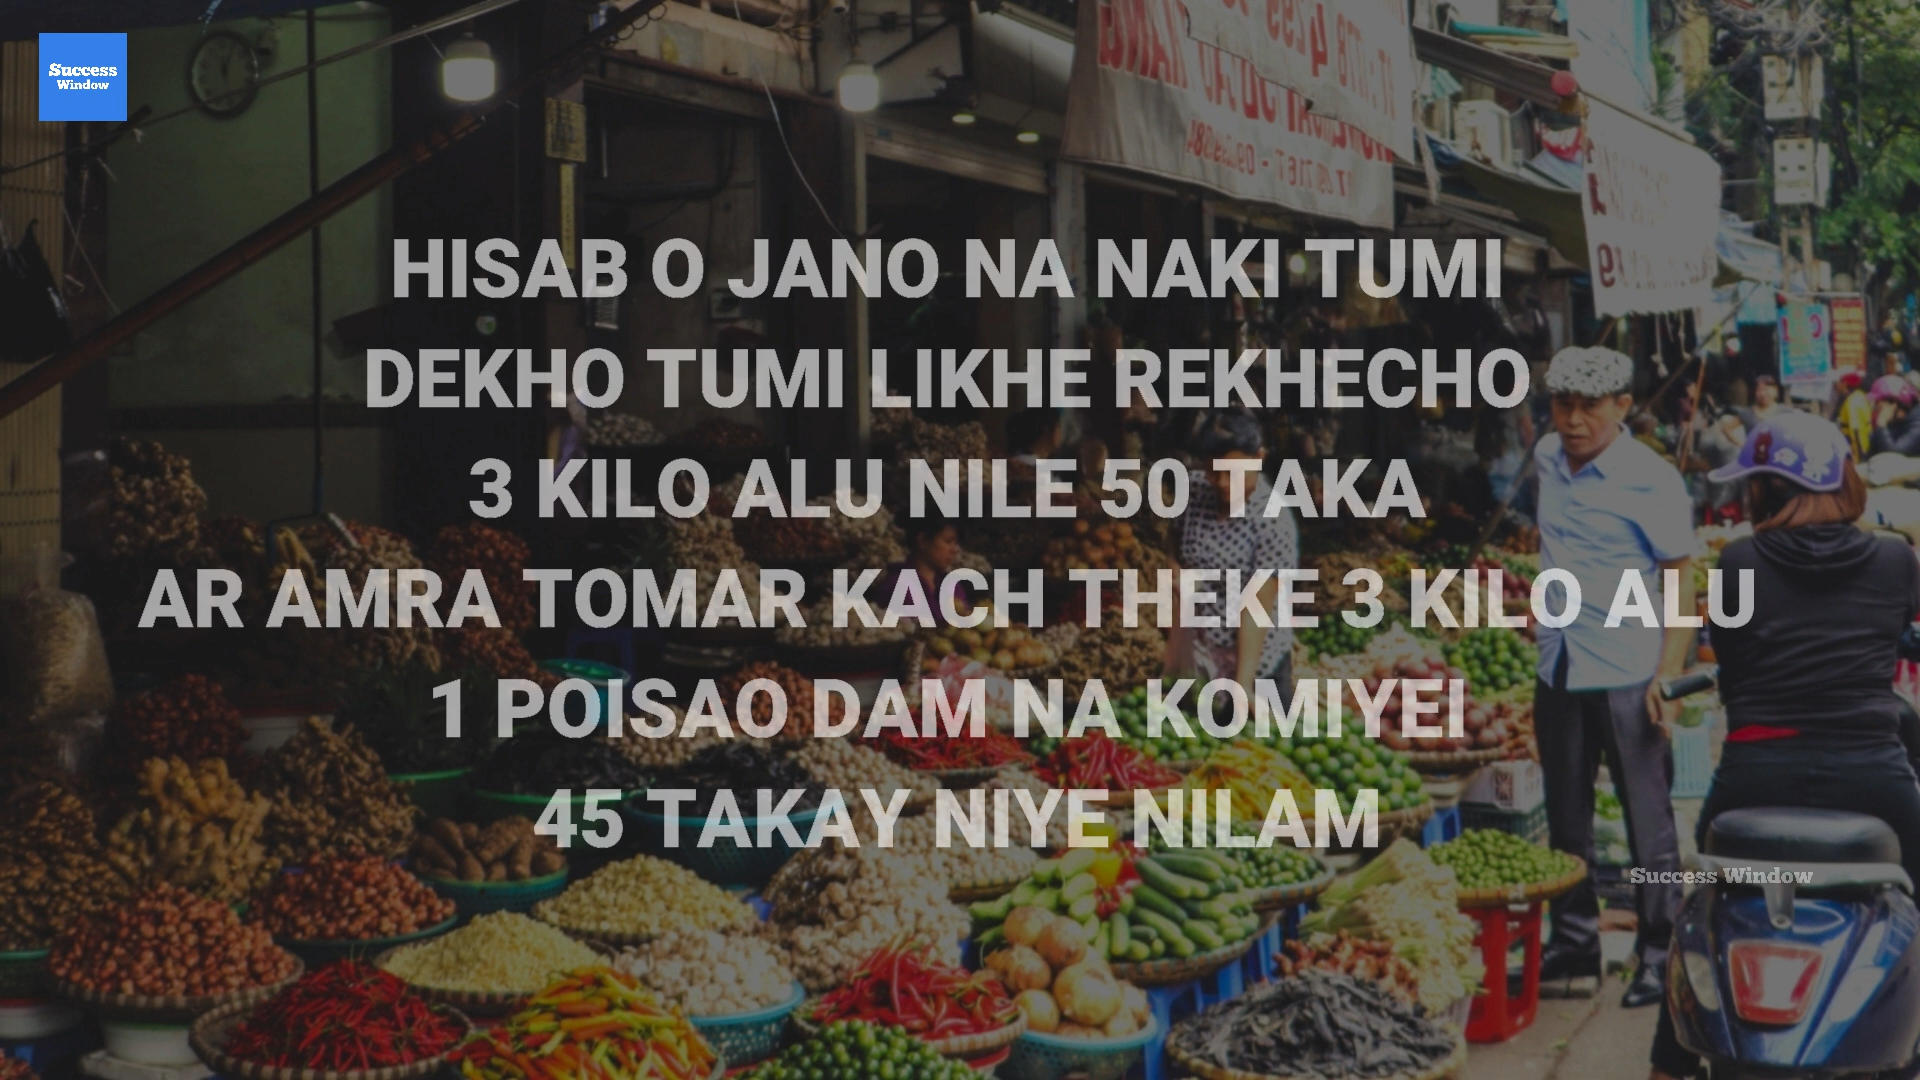 Success
Window
HISAB O JANO NA NAKI TUMI
DEKHO TUMI LIKHE REKHECHO
3 KILO ALU NILE 50 TAKA
AR AMRA TOMAR KACH THEKE 3 KILO ALU
1 POISAO DAM NA KOMIYEI
45 TAKAY NIYE NILAM
Success Window